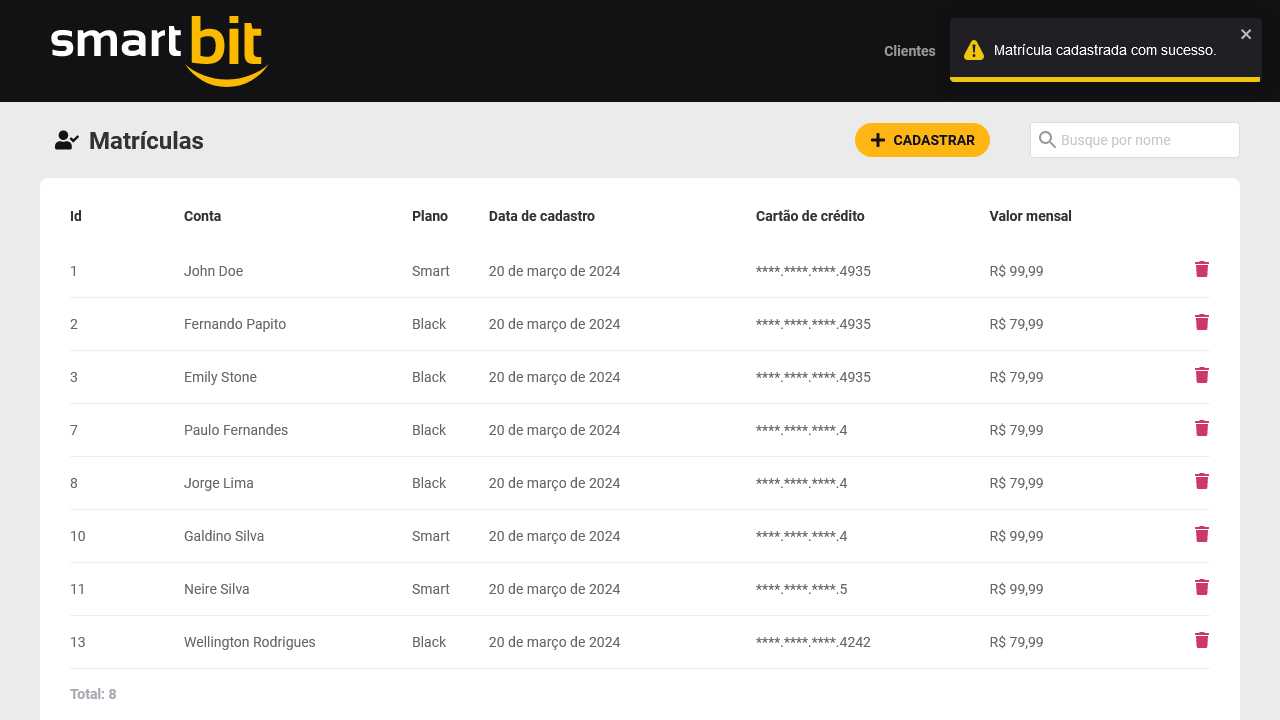 smartbit
Clientes
Matrícula cadastrada com sucesso.
Matrículas
CADASTRAR
Busque por nome
Id Conta Plano Data de cadastro Cartão de crédito Valor mensal
1 John Doe Smart 20 de março de 2024 ****.****.****.4935 R$ 99,99
2 Fernando Papito Black 20 de março de 2024 ****.****.****.4935 R$ 79,99
3 Emily Stone Black 20 de março de 2024 ****.****.****.4935 R$ 79,99
7 Paulo Fernandes Black 20 de março de 2024 ****.****.****.4 R$ 79,99
8 Jorge Lima Black 20 de março de 2024 ****.****.****.4 R$ 79,99
10 Galdino Silva Smart 20 de março de 2024 ****.****.****.4 R$ 99,99
11 Neire Silva Smart 20 de março de 2024 ****.****.****.5 R$ 99,99
13 Wellington Rodrigues Black 20 de março de 2024 ****.****.****.4242 R$ 79,99
Total: 8